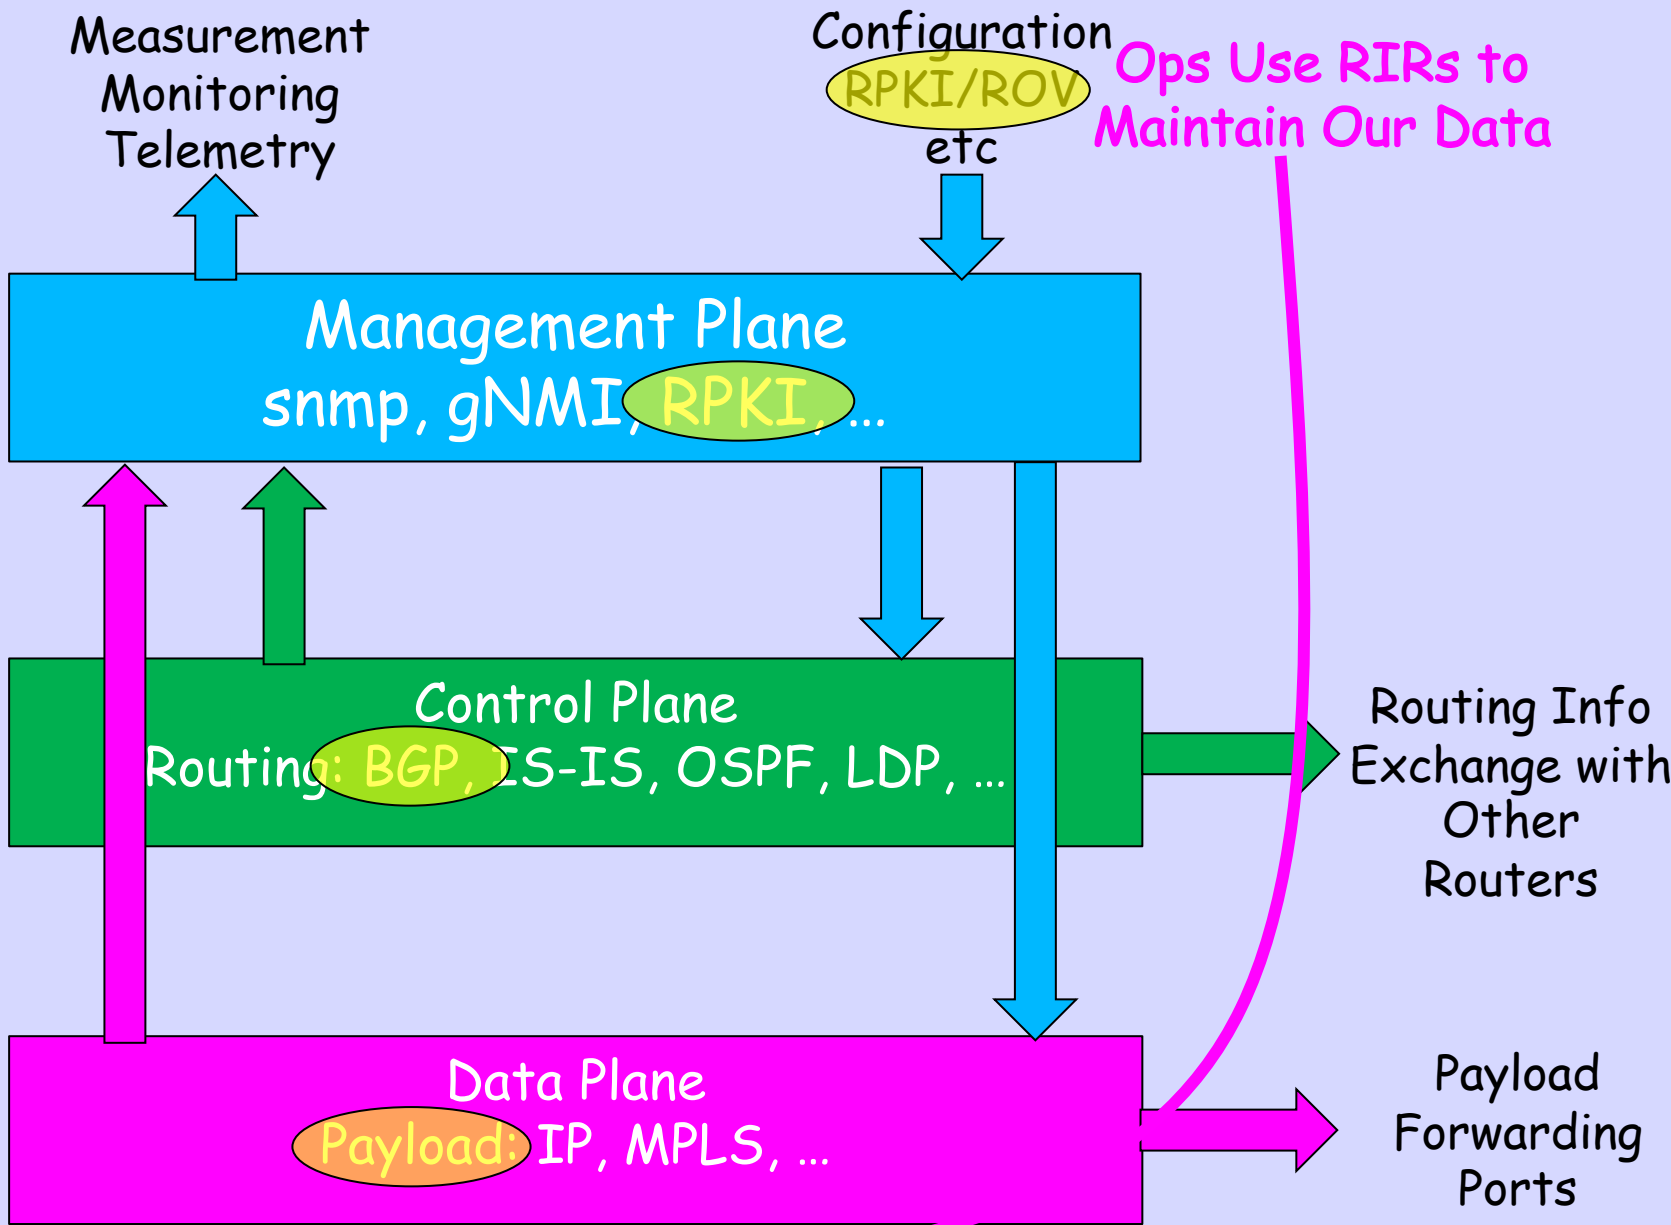 Measurement
Monitoring
Telemetry
Configuration
RPKI/ROV
etc
Ops Use RIRs to
Maintain Our Data
Management Plane
snmp, gNMI, RPKI, ...
Control Plane
Routing: BGP, IS-IS, OSPF, LDP, ...
Routing Info
Exchange with
Other
Routers
Data Plane
Payload: IP, MPLS, ...
Payload
Forwarding
Ports